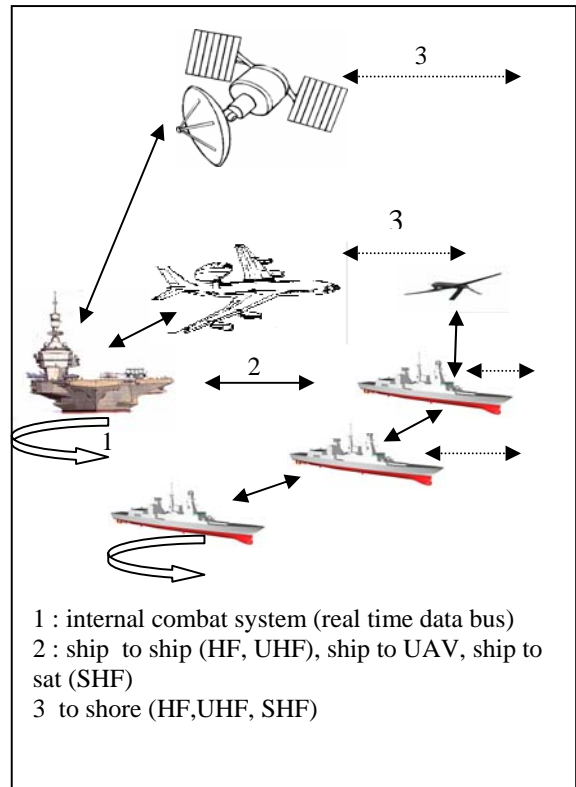 3
3
2
1
1 : internal combat system (real time data bus)
2 : ship to ship (HF, UHF), ship to UAV, ship to
sat (SHF)
3 to shore (HF,UHF, SHF)